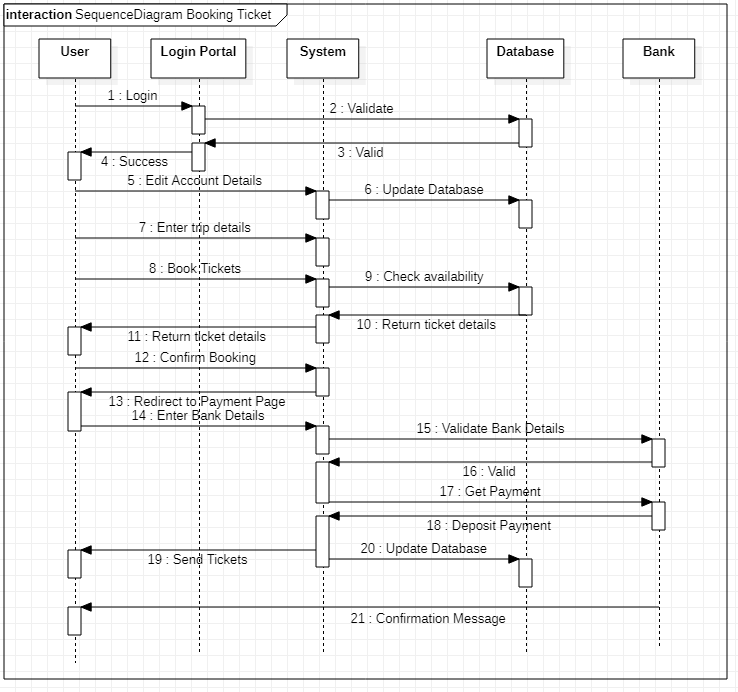 interaction SequenceDiagram Booking Ticket
User
Login Portal
System
Database
Bank
1 : Login
2 : Validate
3 : Valid
4 : Success
5 : Edit Account Details
6 : Update Database
7 : Enter trip details
8 : Book Tickets
9 : Check availability
10 : Return ticket details
11 : Return ticket details
12 : Confirm Booking
13 : Redirect to Payment Page
14 : Enter Bank Details
15 : Validate Bank Details
16 : Valid
17 : Get Payment
18 : Deposit Payment
19 : Send Tickets
20 : Update Database
21 : Confirmation Message